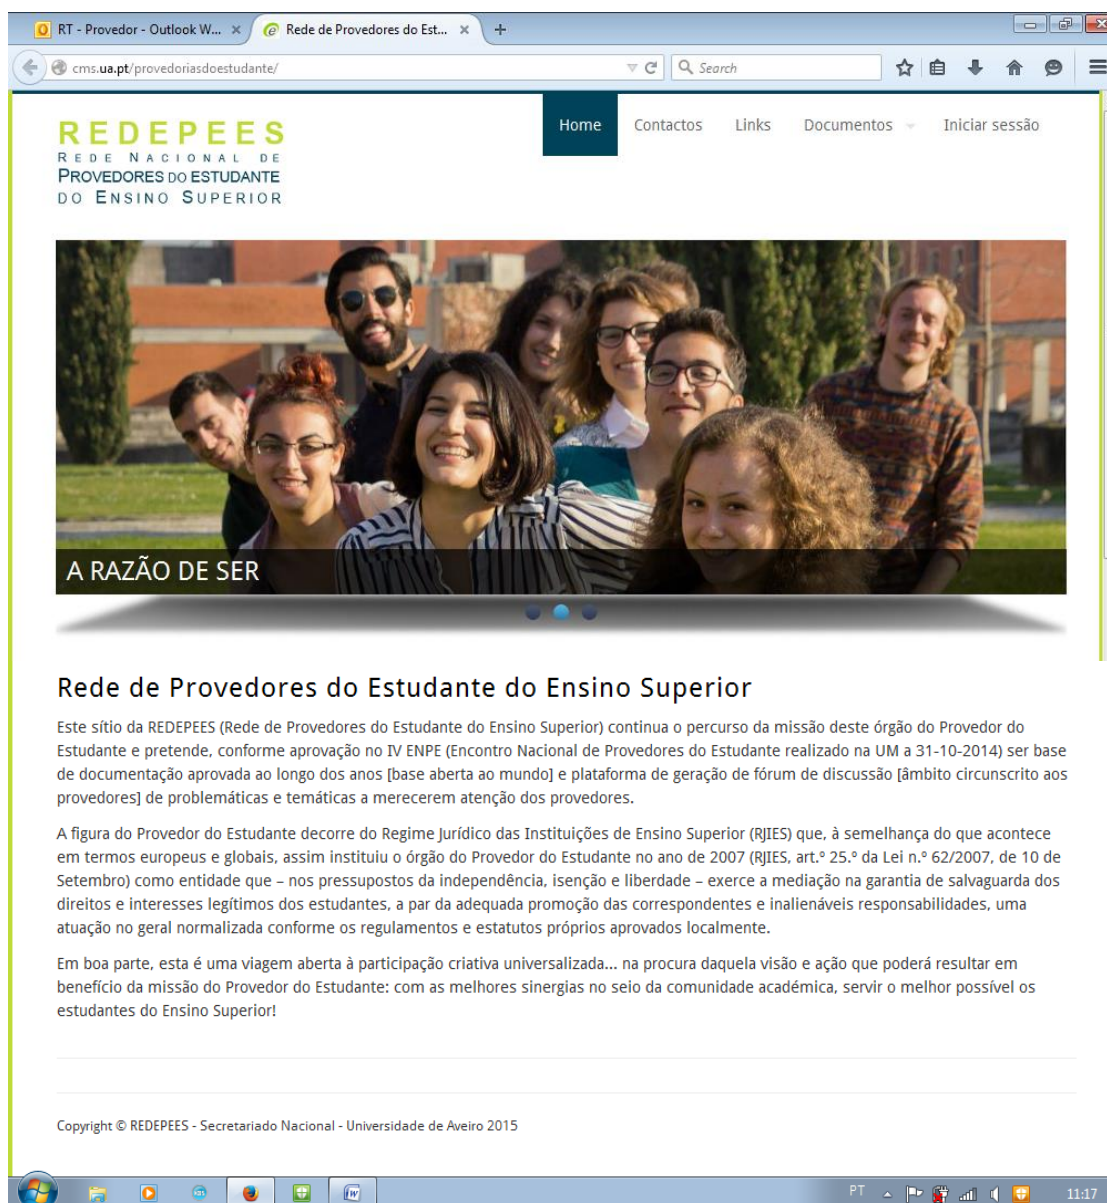 RT - Provedor - Outlook W...
Rede de Provedores do Est...
cms.ua.pt/provedoriasdoestudante/
Search
REDEPEES
REDE NACIONAL DE
PROVEDORES DO ESTUDANTE
DO ENSINO SUPERIOR
Home Contactos Links Documentos Iniciar sessão
A RAZÃO DE SER
Rede de Provedores do Estudante do Ensino Superior
Este sítio da REDEPEES (Rede de Provedores do Estudante do Ensino Superior) continua o percurso da missão deste órgão do Provedor do
Estudante e pretende, conforme aprovação no IV ENPE (Encontro Nacional de Provedores do Estudante realizado na UM a 31-10-2014) ser base
de documentação aprovada ao longo dos anos [base aberta ao mundo] e plataforma de geração de fórum de discussão [âmbito circunscrito aos
provedores] de problemáticas e temáticas a merecerem atenção dos provedores.
A figura do Provedor do Estudante decorre do Regime Jurídico das Instituições de Ensino Superior (RJIES) que, à semelhança do que acontece
em termos europeus e globais, assim instituiu o órgão do Provedor do Estudante no ano de 2007 (RJIES, art.º 25.º da Lei n.º 62/2007, de 10 de
Setembro) como entidade que – nos pressupostos da independência, isenção e liberdade – exerce a mediação na garantia de salvaguarda dos
direitos e interesses legítimos dos estudantes, a par da adequada promoção das correspondentes e inalienáveis responsabilidades, uma
atuação no geral normalizada conforme os regulamentos e estatutos próprios aprovados localmente.
Em boa parte, esta é uma viagem aberta à participação criativa universalizada... na procura daquela visão e ação que poderá resultar em
benefício da missão do Provedor do Estudante: com as melhores sinergias no seio da comunidade académica, servir o melhor possível os
estudantes do Ensino Superior!
Copyright © REDEPEES - Secretariado Nacional - Universidade de Aveiro 2015
PT 11:17